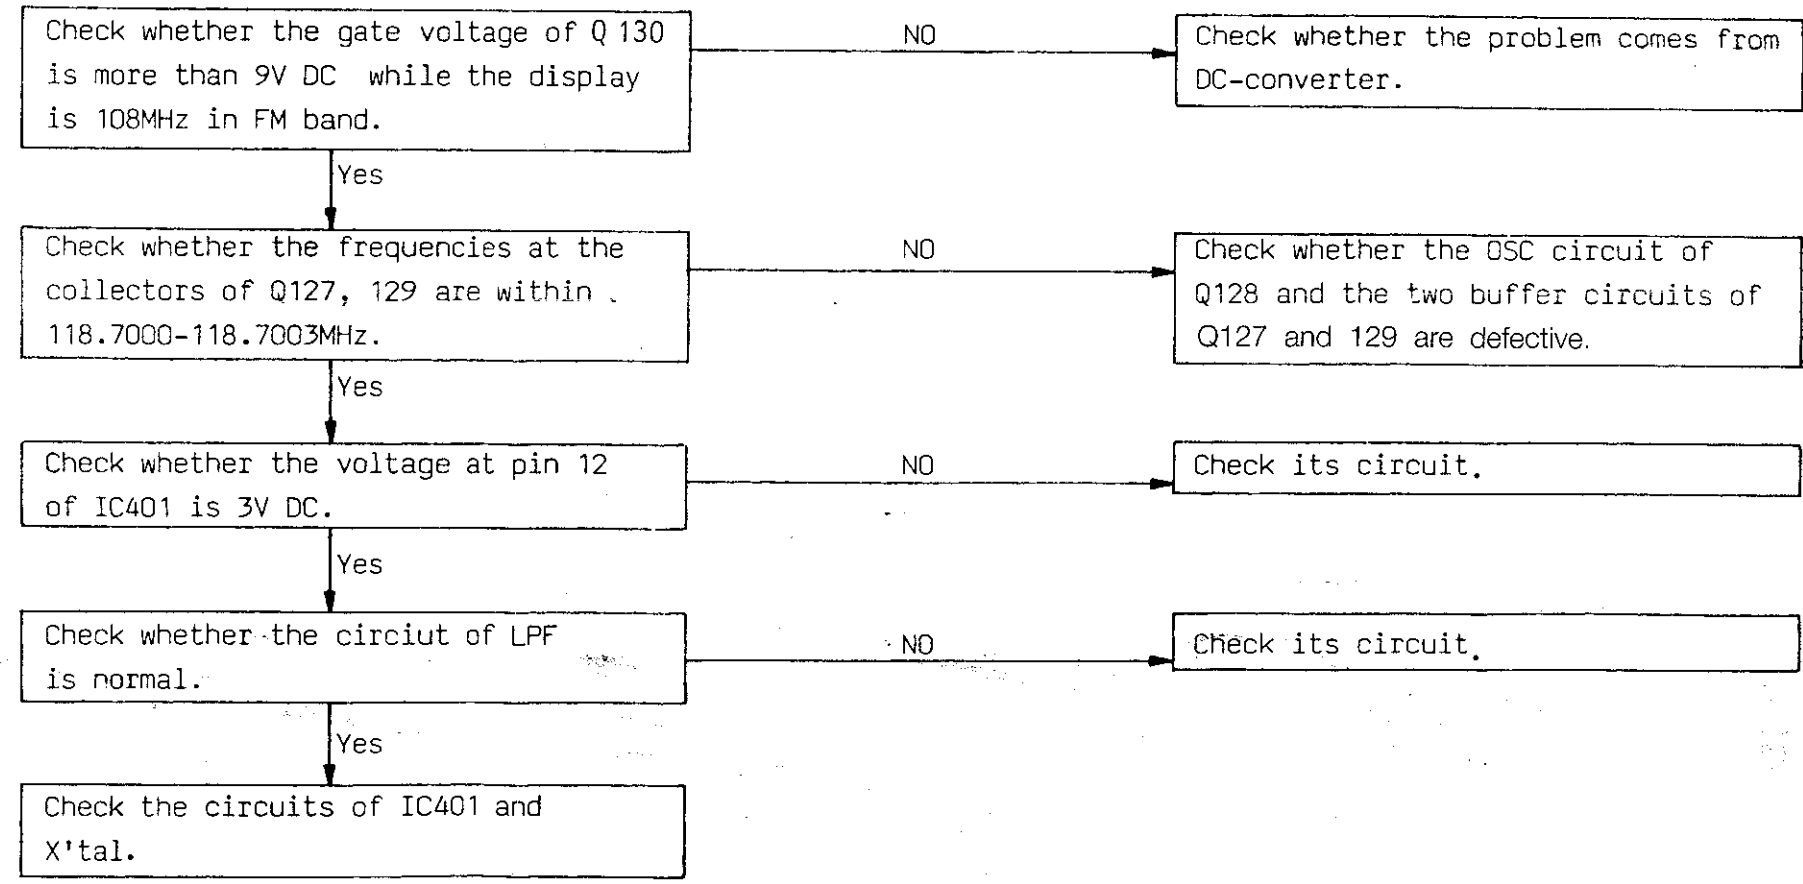 Check whether the gate voltage of Q 130
is more than 9V DC while the display
is 108MHz in FM band.
NO
Check whether the problem comes from
DC-converter.
Yes
Check whether the frequencies at the
collectors of Q127, 129 are within .
118.7000-118.7003MHz.
NO
Check whether the OSC circuit of
Q128 and the two buffer circuits of
Q127 and 129 are defective.
Yes
Check whether the voltage at pin 12
of IC401 is 3V DC.
NO
Check its circuit.
Yes
Check whether the circiut of LPF
is normal.
NO
Check its circuit.
Yes
Check the circuits of IC401 and
X'tal.